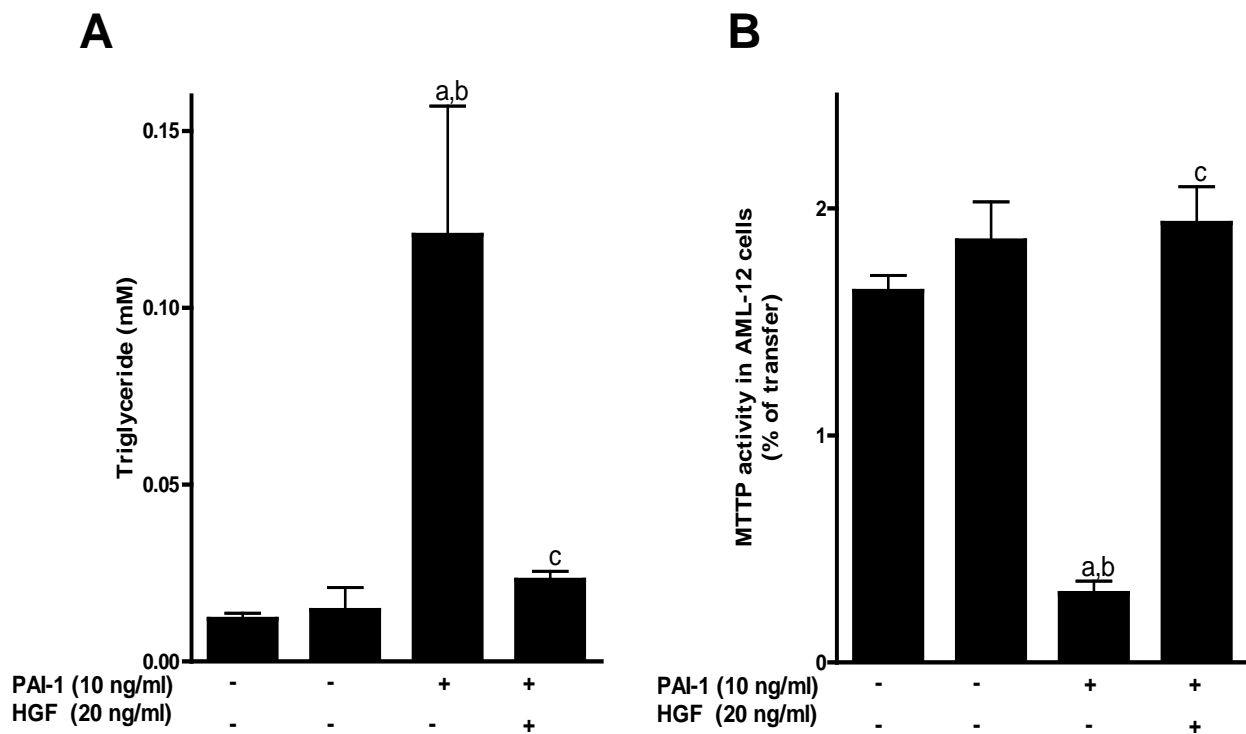 A
a,b
0.15
0.10
0.05
0.00
Triglyceride (mM)
c
PAI-1 (10 ng/ml) - - + +
HGF (20 ng/ml) - - - +
B
c
2
1
0
MTTP activity in AML-12 cells
(% of transfer)
a,b
PAI-1 (10 ng/ml) - - + +
HGF (20 ng/ml) - - - +